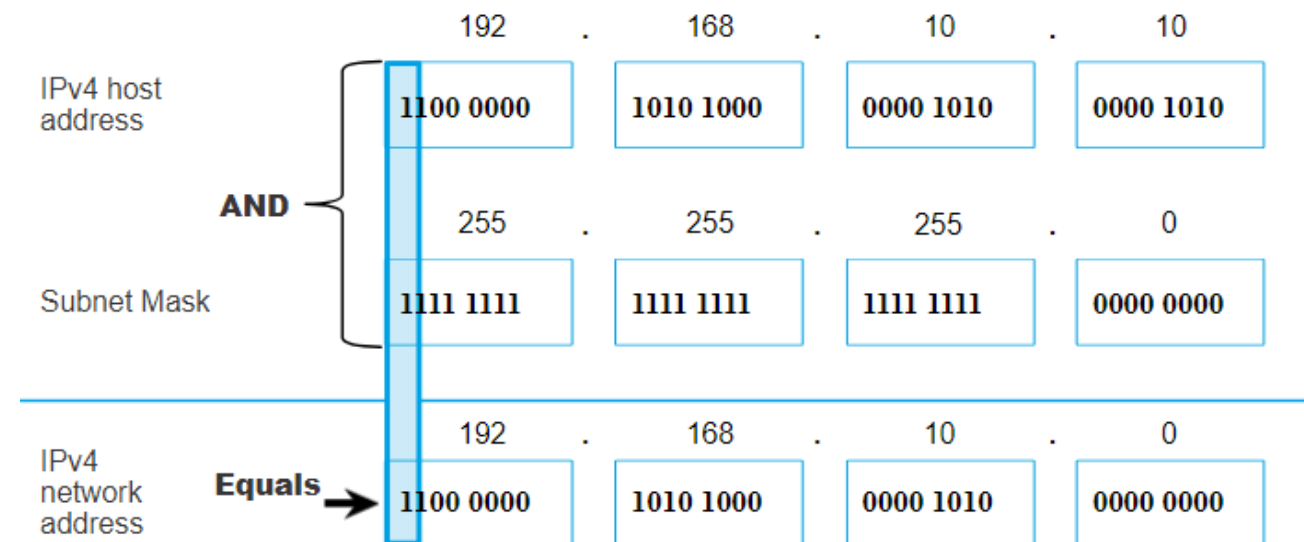 192 . 168 . 10 . 10
IPv4 host
address
1100 0000 1010 1000 0000 1010 0000 1010
AND
255 . 255 . 255 . 0
Subnet Mask
1111 1111 1111 1111 1111 1111 0000 0000
192 . 168 . 10 . 0
IPv4
network
address
Equals
1100 0000 1010 1000 0000 1010 0000 0000